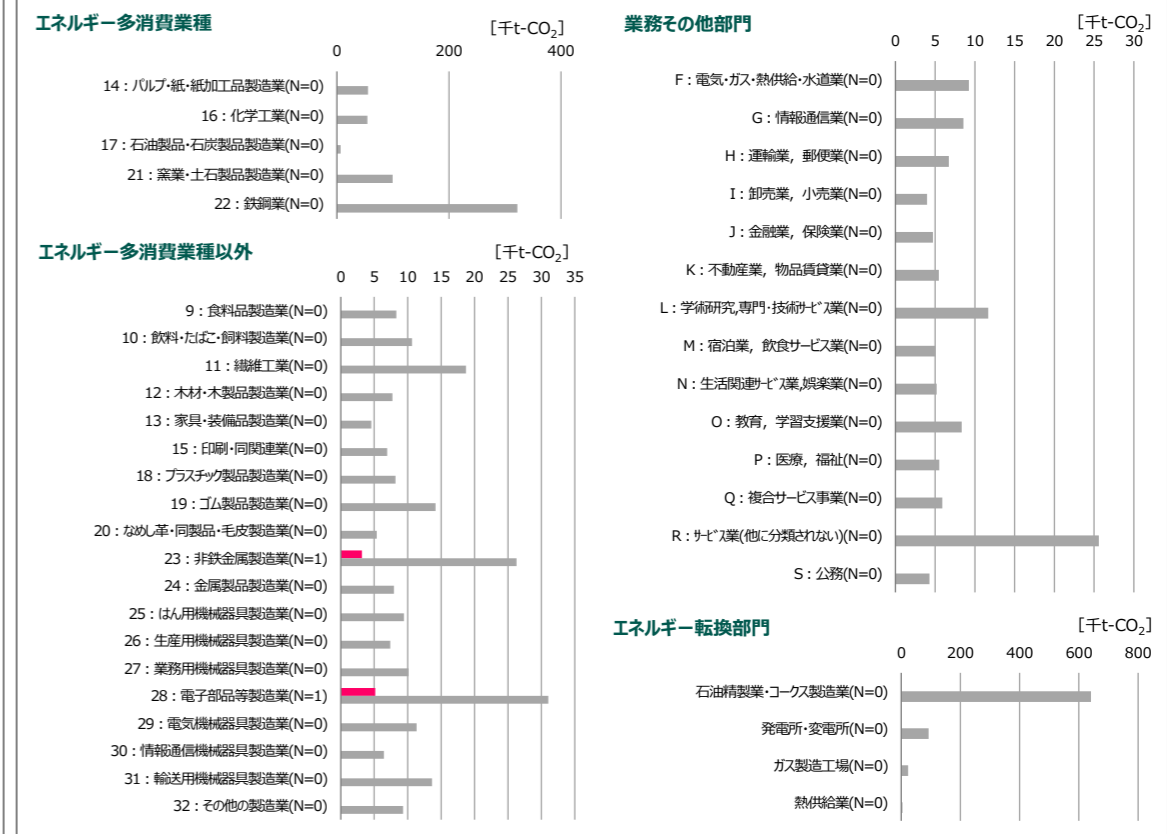 エネルギー多消費業種
[千t-CO2]
0 200 400
14：パルプ・紙・紙加工品製造業(N=0)
16：化学工業(N=0)
17：石油製品・石炭製品製造業(N=0)
21：窯業・土石製品製造業(N=0)
22：鉄鋼業(N=0)
エネルギー多消費業種以外
[千t-CO2]
0 5 10 15 20 25 30 35
9：食料品製造業(N=0)
10：飲料・たばこ・飼料製造業(N=0)
11：繊維工業(N=0)
12：木材・木製品製造業(N=0)
13：家具・装備品製造業(N=0)
15：印刷・同関連業(N=0)
18：プラスチック製品製造業(N=0)
19：ゴム製品製造業(N=0)
20：なめし革・同製品・毛皮製造業(N=0)
23：非鉄金属製造業(N=1)
24：金属製品製造業(N=0)
25：はん用機械器具製造業(N=0)
26：生産用機械器具製造業(N=0)
27：業務用機械器具製造業(N=0)
28：電子部品等製造業(N=1)
29：電気機械器具製造業(N=0)
30：情報通信機械器具製造業(N=0)
31：輸送用機械器具製造業(N=0)
32：その他の製造業(N=0)
業務その他部門
[千t-CO2]
0 5 10 15 20 25 30
F：電気・ガス・熱供給・水道業(N=0)
G：情報通信業(N=0)
H：運輸業，郵便業(N=0)
I：卸売業，小売業(N=0)
J：金融業，保険業(N=0)
K：不動産業，物品賃貸業(N=0)
L：学術研究,専門・技術サービス業(N=0)
M：宿泊業，飲食サービス業(N=0)
N：生活関連サービス業,娯楽業(N=0)
O：教育，学習支援業(N=0)
P：医療，福祉(N=0)
Q：複合サービス事業(N=0)
R：サービス業(他に分類されない)(N=0)
S：公務(N=0)
エネルギー転換部門
[千t-CO2]
0 200 400 600 800
石油精製業・コークス製造業(N=0)
発電所・変電所(N=0)
ガス製造工場(N=0)
熱供給業(N=0)